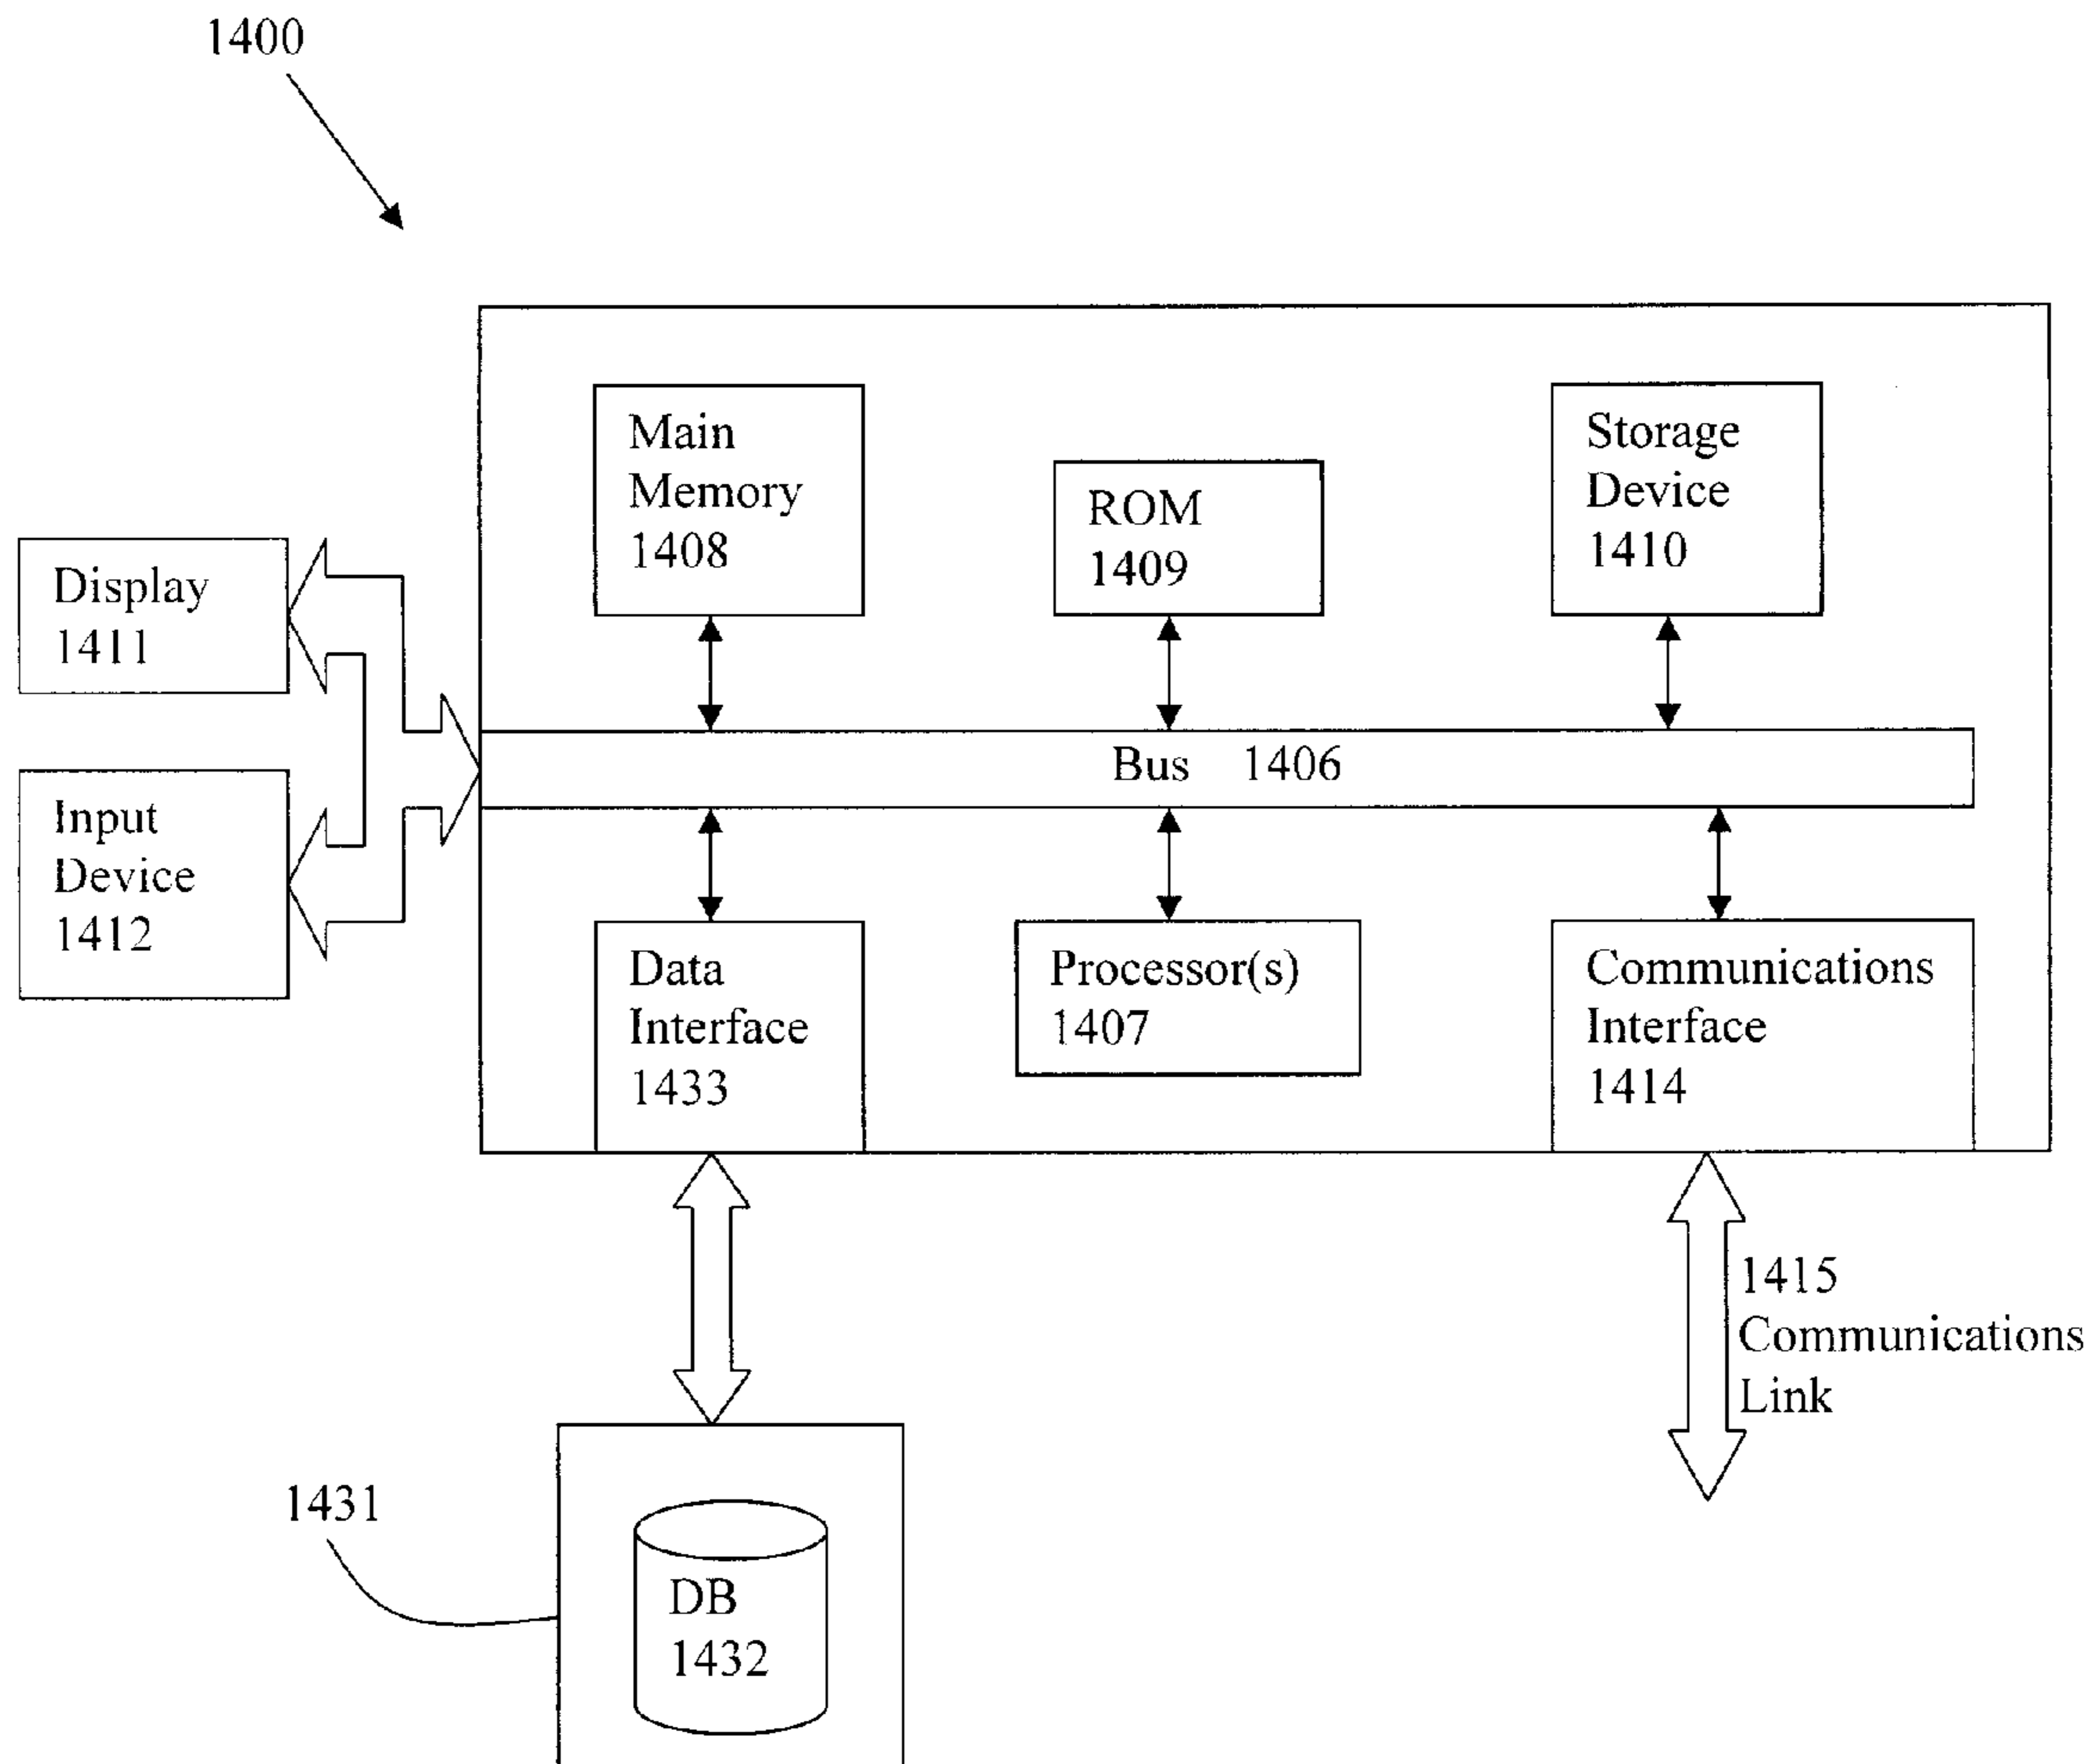 1400
Main
Memory
1408
ROM
1409
Storage
Device
1410
Display
1411
Bus 1406
Input
Device
1412
Data
Interface
1433
Processor(s)
1407
Communications
Interface
1414
1415
Communications
Link
1431
DB
1432